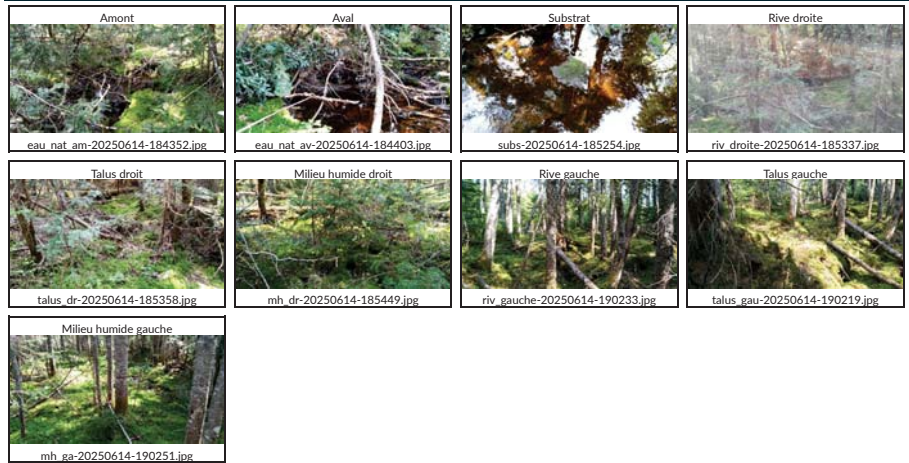 Amont
Aval
Substrat
Rive droite
eau_nat_am-20250614-184352.jpg
eau_nat_av-20250614-184403.jpg
subs-20250614-185254.jpg
riv_droite-20250614-185337.jpg
Talus droit
Milieu humide droit
Rive gauche
Talus gauche
talus_dr-20250614-185358.jpg
mh_dr-20250614-185449.jpg
riv_gauche-20250614-190233.jpg
talus_gau-20250614-190219.jpg
Milieu humide gauche
mh_ga-20250614-190251.jpg